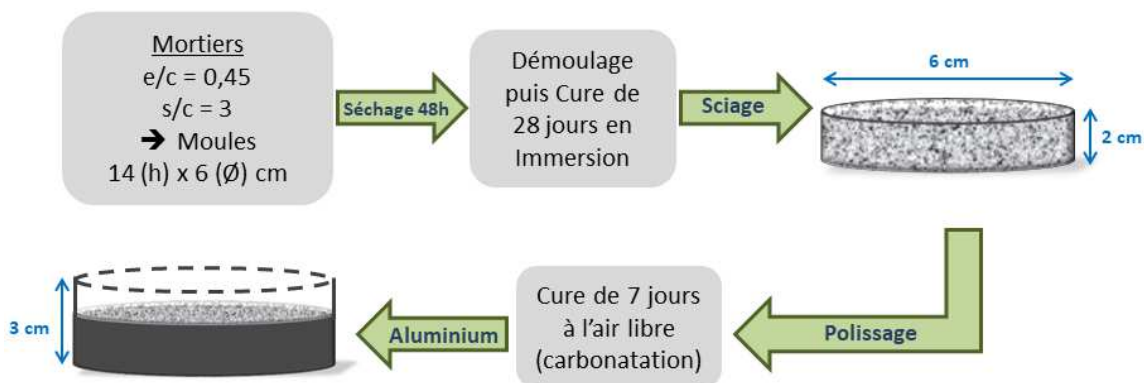 Mortiers
e/c = 0,45
s/c = 3
➔ Moules
14 (h) x 6 (Ø) cm
Séchage 48h
Démoulage
puis Cure de
28 jours en
Immersion
Sciage
6 cm
2 cm
Polissage
Cure de 7 jours
à l’air libre
(carbonatation)
Aluminium
3 cm